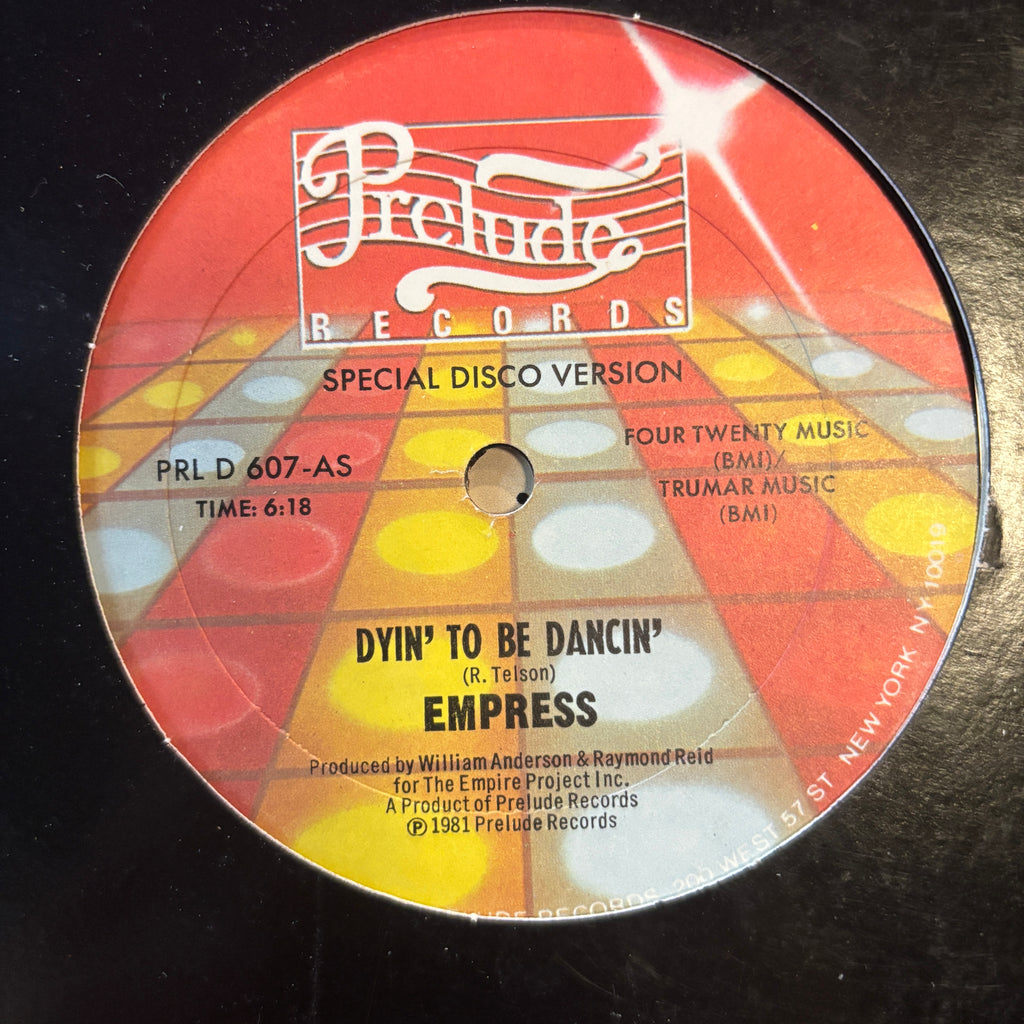 Prelude
RECORDS
SPECIAL DISCO VERSION
PRL D 607-AS
TIME: 6:18
FOUR TWENTY MUSIC
(BMI)/
TRUMAR MUSIC
(BMI)
DYIN' TO BE DANCIN'
(R. Telson)
EMPRESS
Produced by William Anderson & Raymond Reid
for The Empire Project Inc.
A Product of Prelude Records
Ⓟ 1981 Prelude Records
RECORDS 200 WEST 57 ST NEW YORK NY 10019